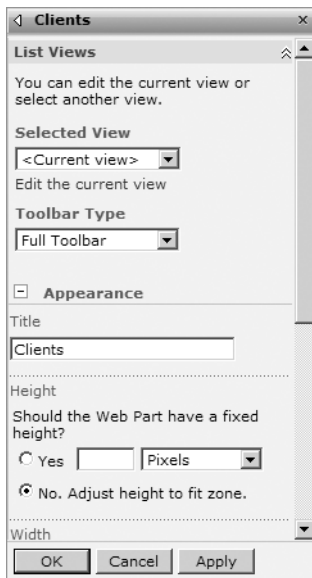 Clients
List Views
You can edit the current view or
select another view.
Selected View
<Current view>
Edit the current view
Toolbar Type
Full Toolbar
Appearance
Title
Clients
Height
Should the Web Part have a fixed
height?
Yes Pixels
No. Adjust height to fit zone.
Width
OK Cancel Apply